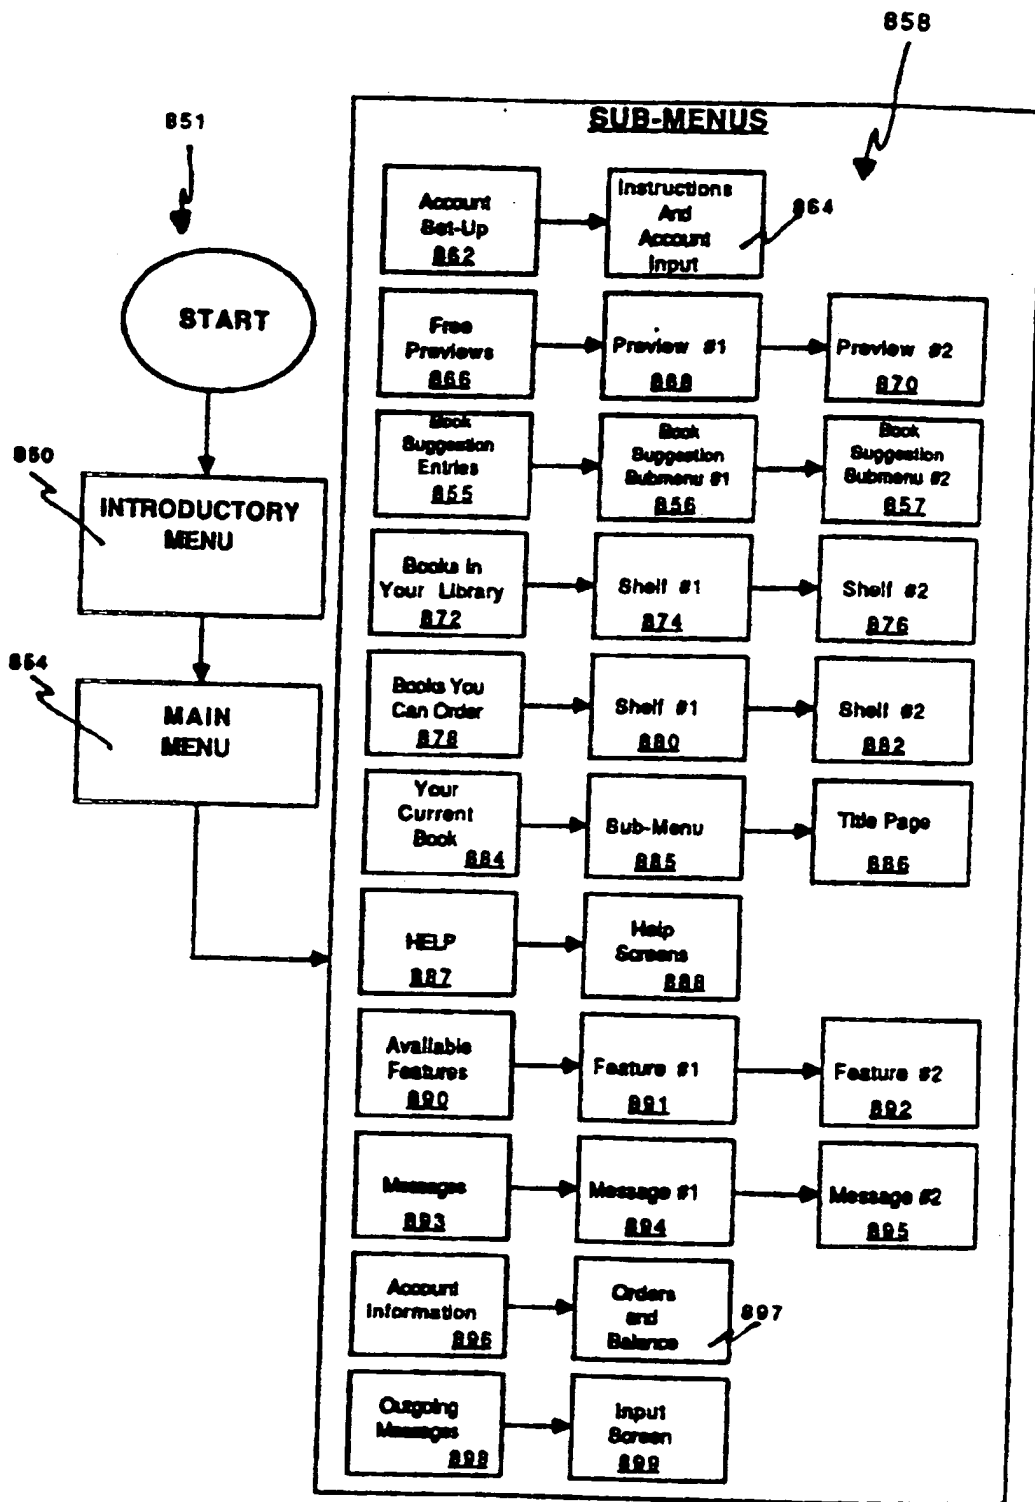 858
851
SUB-MENUS
START
850
INTRODUCTORY
MENU
854
MAIN
MENU
Account
Set-Up
862
Instructions
And
Account
Input
864
Free
Previews
866
Preview #1
868
Preview #2
870
Book
Suggestion
Entries
855
Book
Suggestion
Submenu #1
856
Book
Suggestion
Submenu #2
857
Books In
Your Library
872
Shelf #1
874
Shelf #2
876
Books You
Can Order
878
Shelf #1
880
Shelf #2
882
Your
Current
Book
884
Sub-Menu
885
Title Page
886
HELP
887
Help
Screens
888
Available
Features
890
Feature #1
891
Feature #2
892
Messages
893
Message #1
894
Message #2
895
Account
Information
896
Orders
and
Balance
897
Outgoing
Messages
898
Input
Screen
899